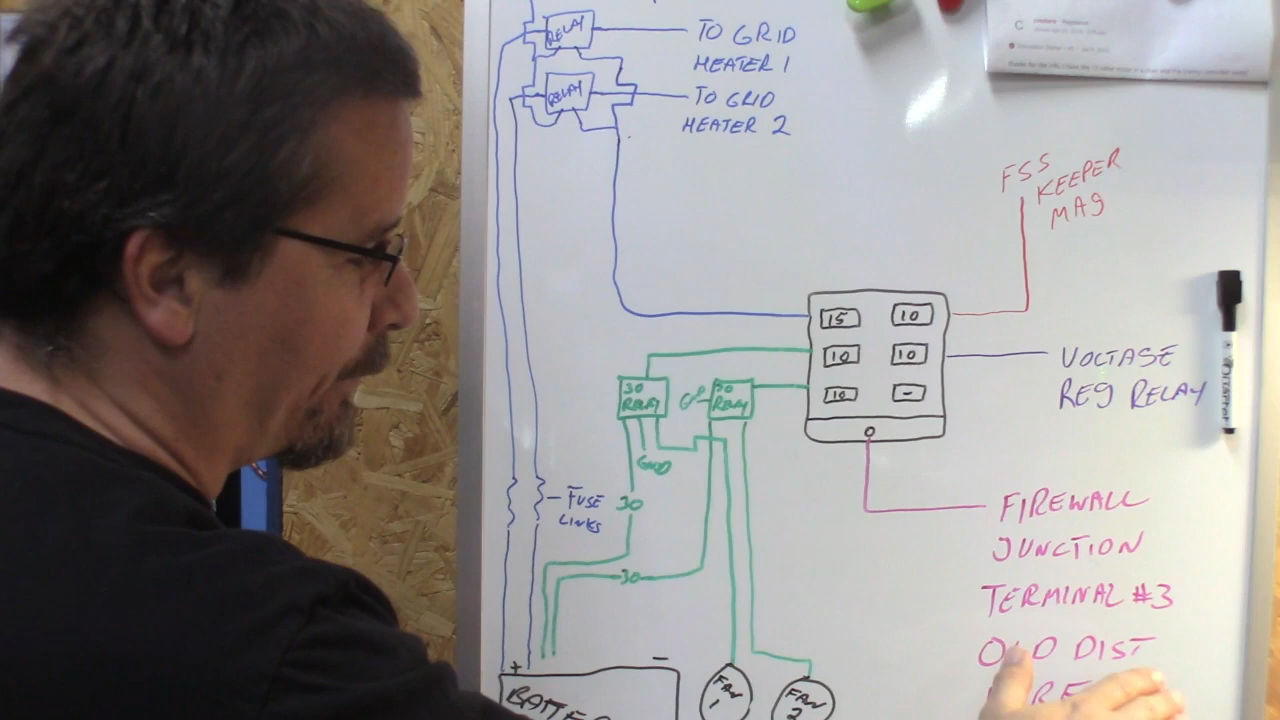 RELAY
TO GRID
HEATER 1
RELAY
TO GRID
HEATER 2
FSS
KEEPER
MAG
15
10
10
10
10
-
VOLTAGE
REG RELAY
30
RELAY
30
RELAY
GND
GND
FUSE
LINKS
30
30
FIREWALL
JUNCTION
TERMINAL #3
OLD DIST
+
-
FAN
1
FAN
2